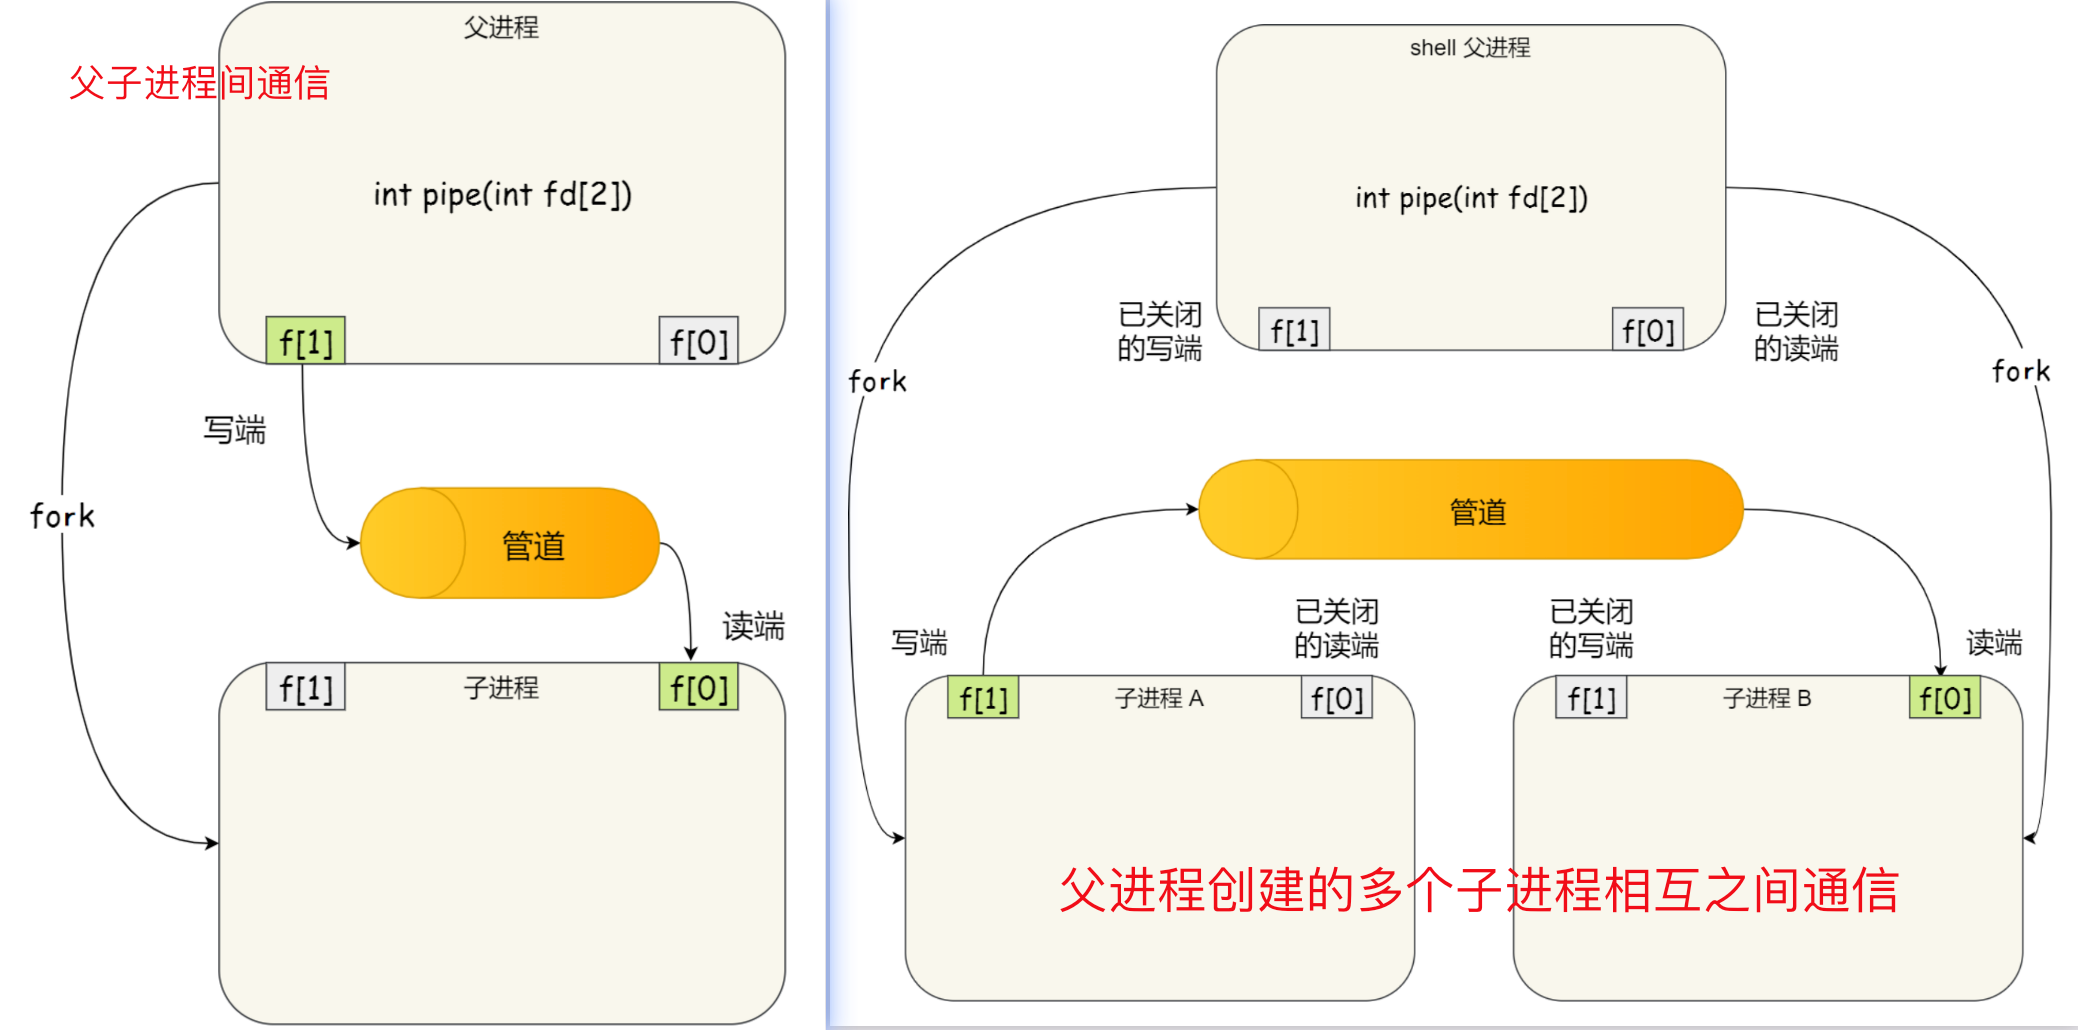 父进程
父子进程间通信
int pipe(int fd[2])
f[1]
f[0]
写端
fork
管道
读端
f[1]
子进程
f[0]
shell 父进程
int pipe(int fd[2])
已关闭
的写端
f[1]
f[0]
已关闭
的读端
fork
fork
管道
写端
已关闭
的读端
已关闭
的写端
读端
f[1]
子进程 A
f[0]
f[1]
子进程 B
f[0]
父进程创建的多个子进程相互之间通信